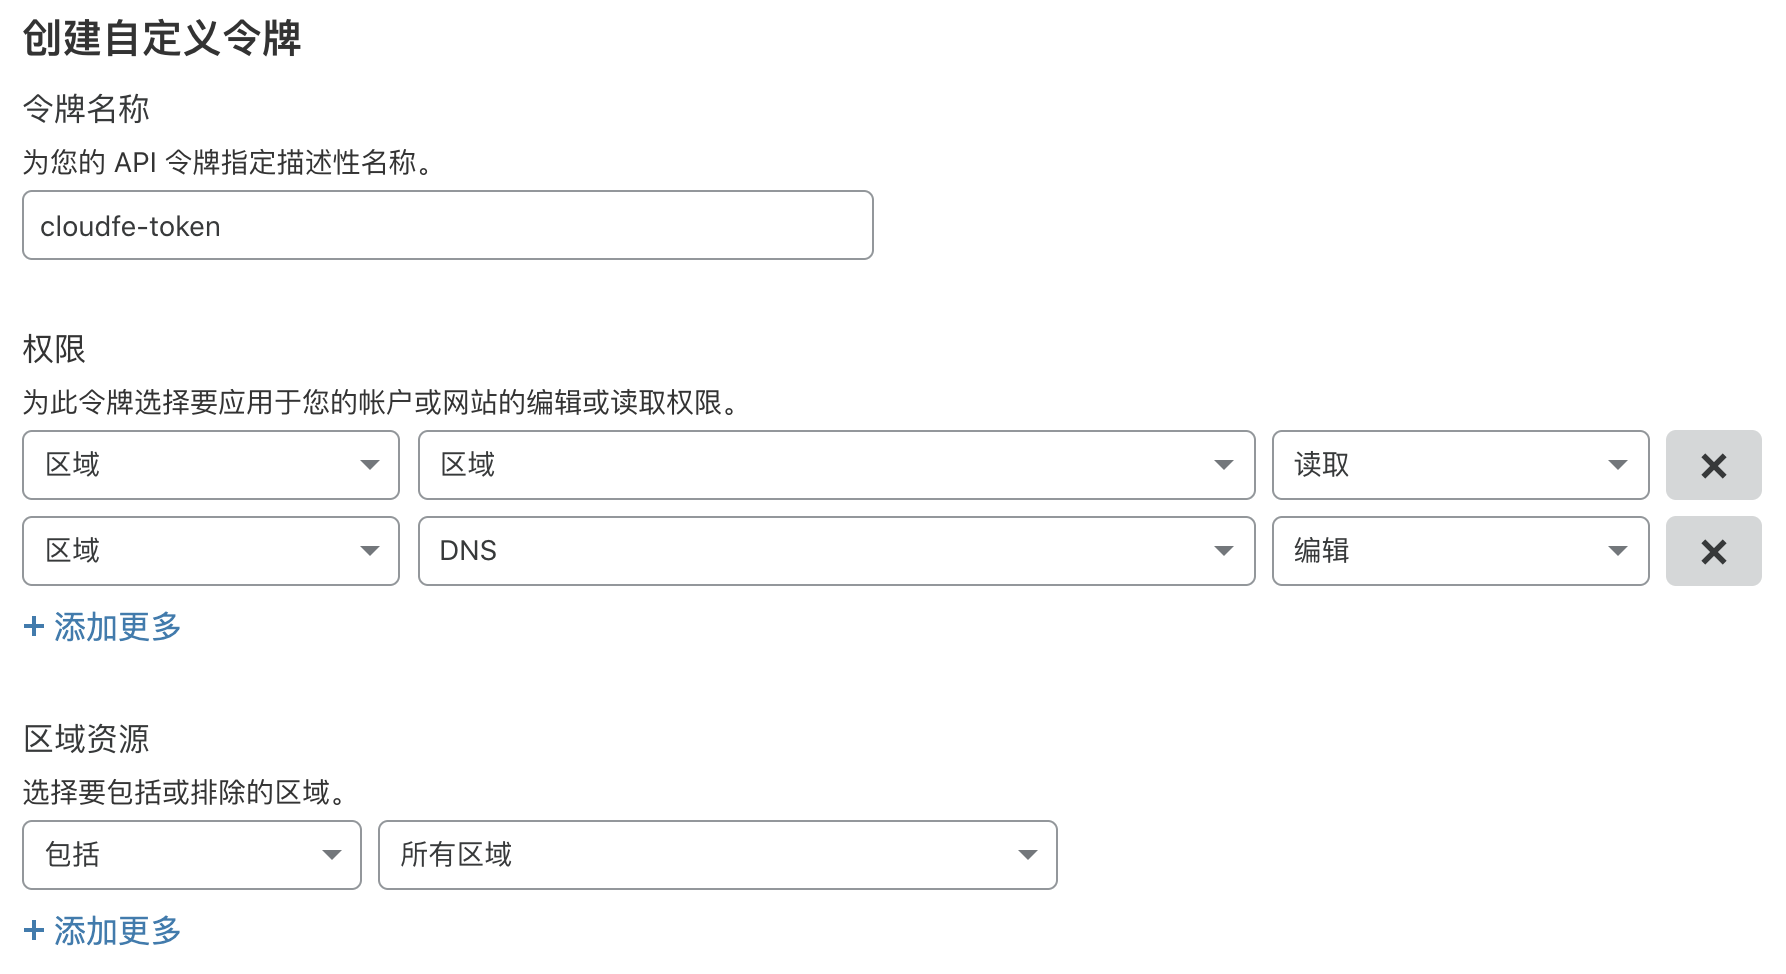 创建自定义令牌
令牌名称
为您的 API 令牌指定描述性名称。
cloudfe-token
权限
为此令牌选择要应用于您的帐户或网站的编辑或读取权限。
区域 区域 读取
区域 DNS 编辑
+ 添加更多
区域资源
选择要包括或排除的区域。
包括 所有区域
+ 添加更多